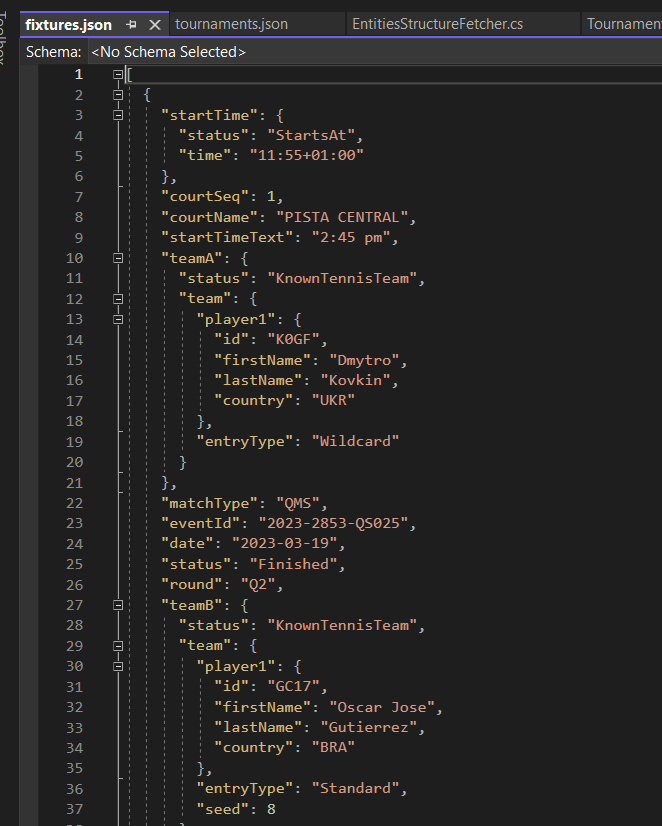 Toolbox
fixtures.json
tournaments.json
EntitiesStructureFetcher.cs
Tournamen
Schema: <No Schema Selected>
1 [
2 {
3 "startTime": {
4 "status": "StartsAt",
5 "time": "11:55+01:00"
6 },
7 "courtSeq": 1,
8 "courtName": "PISTA CENTRAL",
9 "startTimeText": "2:45 pm",
10 "teamA": {
11 "status": "KnownTennisTeam",
12 "team": {
13 "player1": {
14 "id": "K0GF",
15 "firstName": "Dmytro",
16 "lastName": "Kovkin",
17 "country": "UKR"
18 },
19 "entryType": "Wildcard"
20 }
21 },
22 "matchType": "QMS",
23 "eventId": "2023-2853-QS025",
24 "date": "2023-03-19",
25 "status": "Finished",
26 "round": "Q2",
27 "teamB": {
28 "status": "KnownTennisTeam",
29 "team": {
30 "player1": {
31 "id": "GC17",
32 "firstName": "Oscar Jose",
33 "lastName": "Gutierrez",
34 "country": "BRA"
35 },
36 "entryType": "Standard",
37 "seed": 8